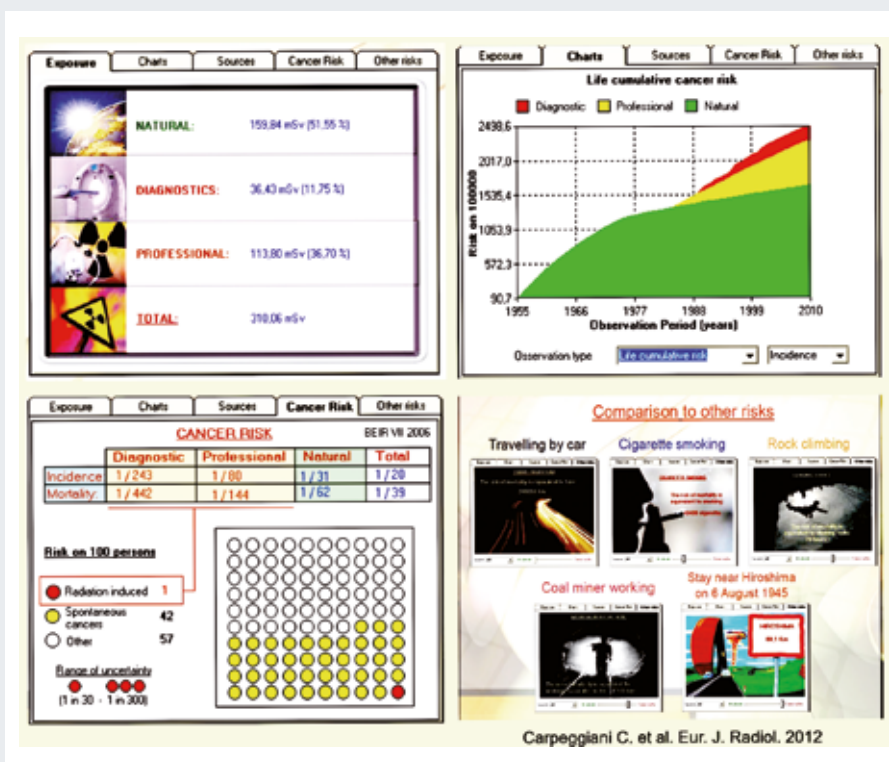 Exposure Charts Sources Cancer Risk Other risks
NATURAL: 159,84 mSv (51,55 %)
DIAGNOSTICS: 36,43 mSv (11,75 %)
PROFESSIONAL: 113,80 mSv (36,70 %)
TOTAL: 310,06 mSv
Exposure Charts Sources Cancer Risk Other risks
Life cumulative cancer risk
Diagnostic Professional Natural
Risk on 100000
2498,6
2017,0
1535,4
1053,9
572,3
90,7
1955 1966 1977 1988 1999 2010
Observation Period (years)
Osservation type Life cumulative risk Incidence
Exposure Charts Sources Cancer Risk Other risks
CANCER RISK BEIR VII 2006
Diagnostic Professional Natural Total
Incidence 1/243 1/80 1/31 1/20
Mortality: 1/442 1/144 1/62 1/39
Risk on 100 persons
Radiation induced 1
Spontaneous cancers 42
Other 57
Range of uncertainty
(1 in 30 - 1 in 300)
Comparison to other risks
Travelling by car Cigarette smoking Rock climbing
Coal miner working
Stay near Hiroshima
on 6 August 1945
HIROSHIMA
Carpeggiani C. et al. Eur. J. Radiol. 2012